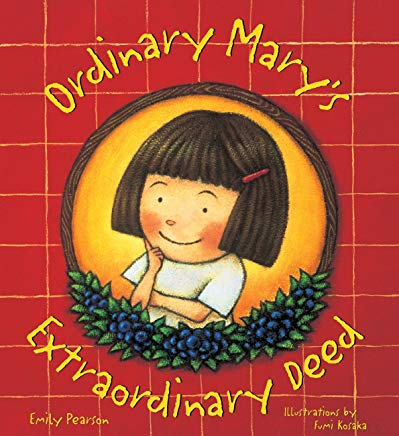 Ordinary Mary's
Extraordinary Deed
Emily Pearson
Illustrations by
Fumi Kosaka